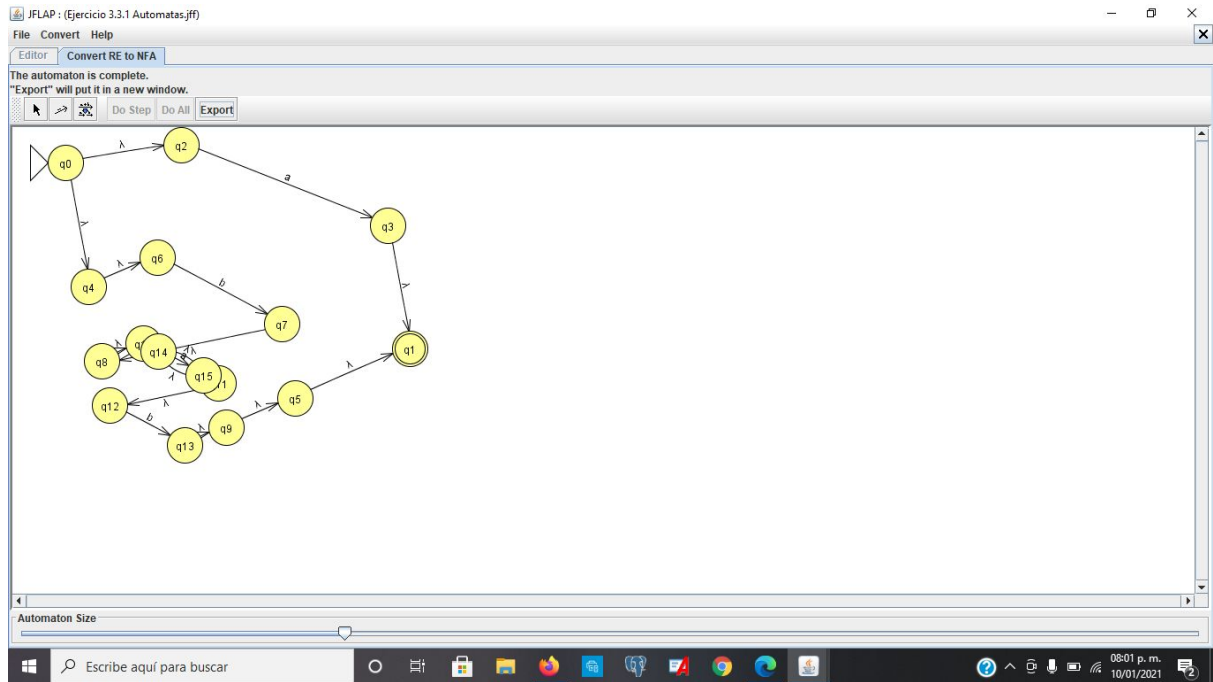 JFLAP : (Ejercicio 3.3.1 Automatas.jff)
File Convert Help
Editor Convert RE to NFA
The automaton is complete.
"Export" will put it in a new window.
Do Step Do All Export
q0
λ
q2
a
q3
λ
λ
q4
λ
q6
b
q7
λ
q1
q8
λ
q14
λ
q15
λ
q12
λ
b
q13
λ
q9
λ
q5
λ
Automaton Size
Escribe aquí para buscar
08:01 p. m.
10/01/2021
2